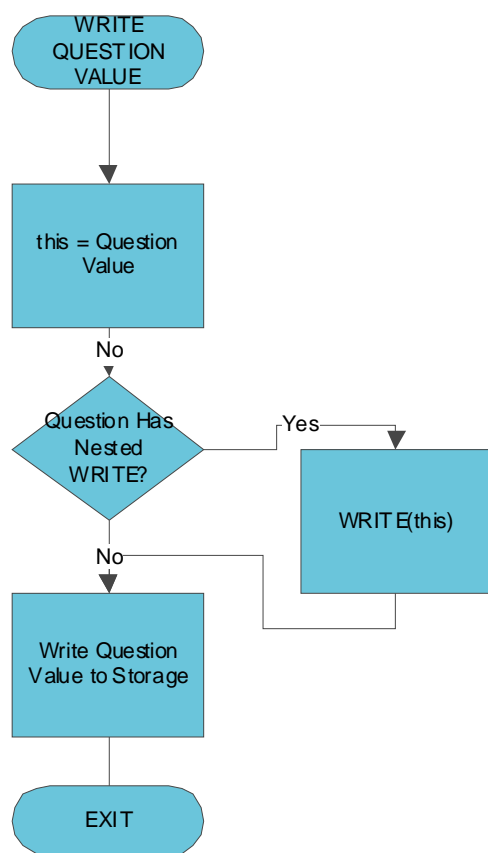 WRITE
QUESTION
VALUE
this = Question
Value
No
Question Has
Nested
WRITE?
Yes
WRITE(this)
No
Write Question
Value to Storage
EXIT